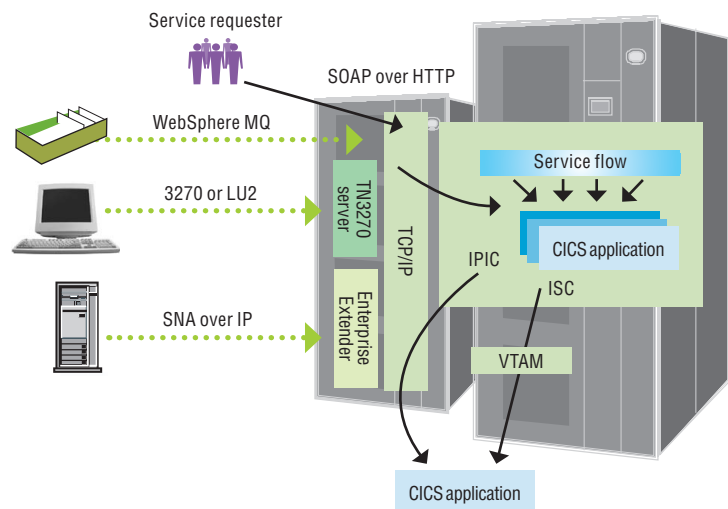 Service requester
SOAP over HTTP
WebSphere MQ
Service flow
3270 or LU2
TN3270
server
TCP/IP
CICS application
IPIC
ISC
SNA over IP
Enterprise
Extender
VTAM
CICS application